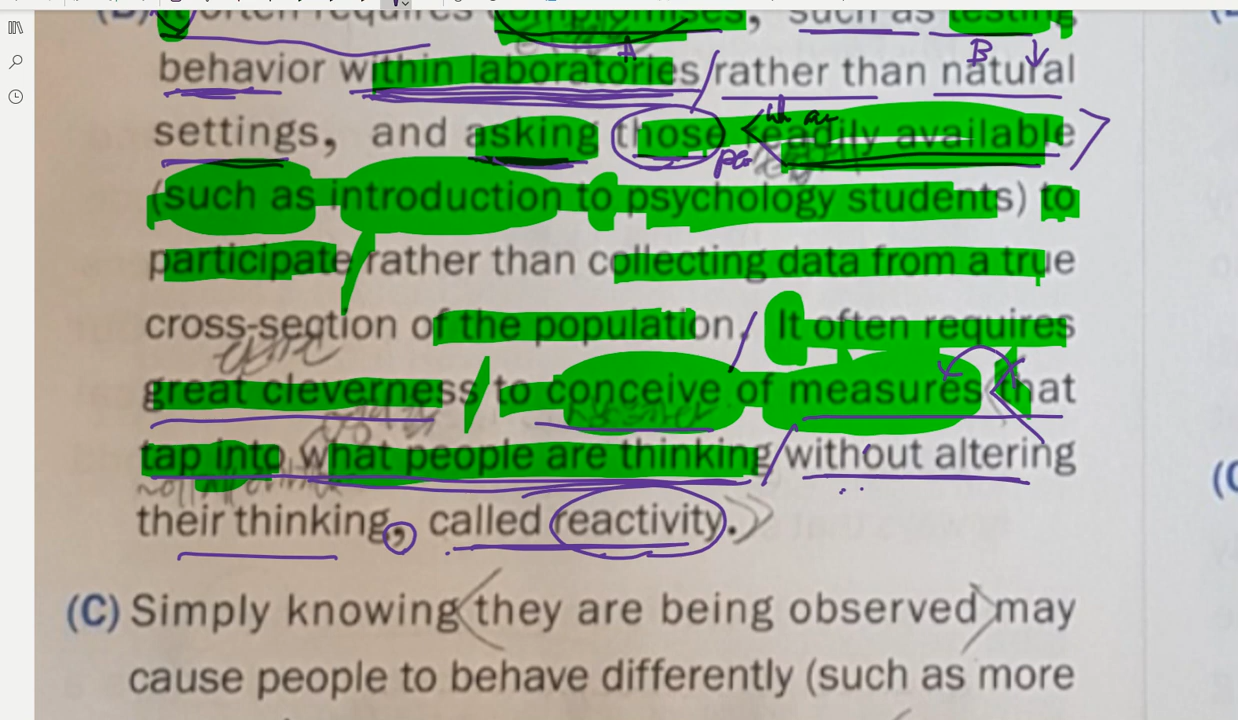 (B) often requires compromises, such as testing
behavior within laboratories rather than natural
settings, and asking those readily available
(such as introduction to psychology students) to
participate rather than collecting data from a true
cross-section of the population. It often requires
great cleverness to conceive of measures that
tap into what people are thinking without altering
their thinking, called reactivity.
(C) Simply knowing they are being observed may
cause people to behave differently (such as more
A
B
(C